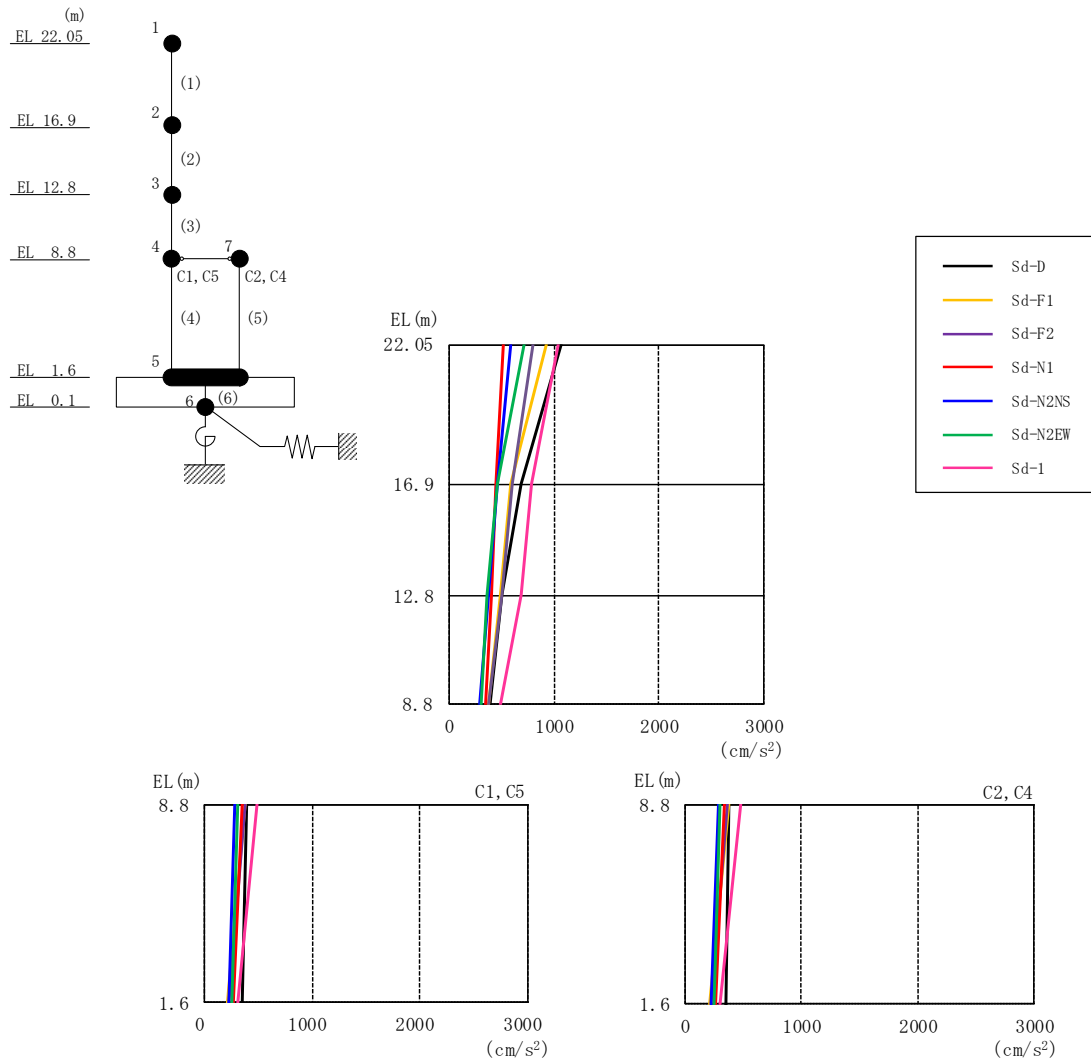 (m)
EL 22.05
EL 16.9
EL 12.8
EL 8.8
EL 1.6
EL 0.1
1
(1)
2
(2)
3
(3)
4
7
C1,C5
C2,C4
(4)
(5)
5
(6)
6
Sd-D
Sd-F1
Sd-F2
Sd-N1
Sd-N2NS
Sd-N2EW
Sd-1
EL(m)
22.05
16.9
12.8
8.8
0 1000 2000 3000
(cm/s²)
EL(m)
C1,C5
8.8
1.6
0 1000 2000 3000
(cm/s²)
EL(m)
C2,C4
8.8
1.6
0 1000 2000 3000
(cm/s²)